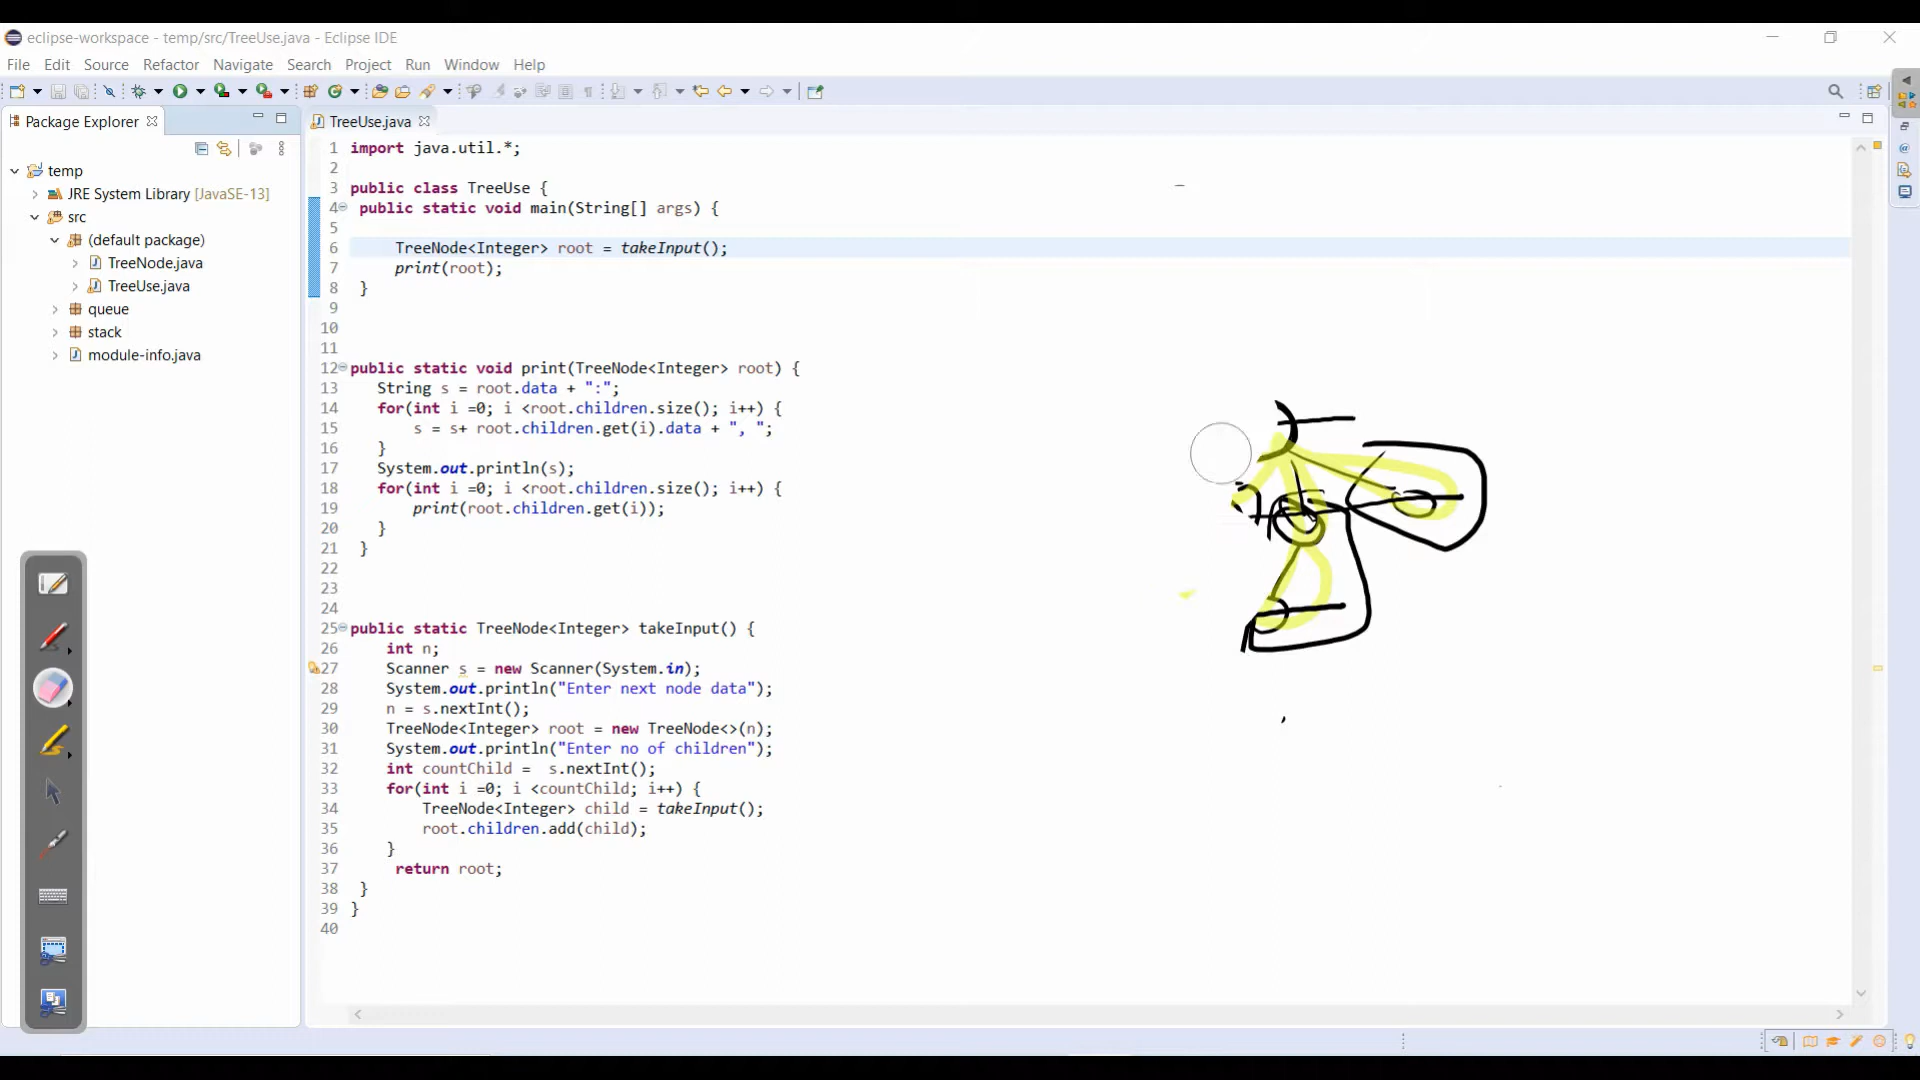 eclipse-workspace - temp/src/TreeUse.java - Eclipse IDE
File Edit Source Refactor Navigate Search Project Run Window Help
Package Explorer
temp
JRE System Library [JavaSE-13]
src
(default package)
TreeNode.java
TreeUse.java
queue
stack
module-info.java
TreeUse.java
1 import java.util.*;
2
3 public class TreeUse {
4 public static void main(String[] args) {
5
6 TreeNode<Integer> root = takeInput();
7 print(root);
8 }
9
10
11
12 public static void print(TreeNode<Integer> root) {
13 String s = root.data + ":";
14 for(int i =0; i <root.children.size(); i++) {
15 s = s+ root.children.get(i).data + ", ";
16 }
17 System.out.println(s);
18 for(int i =0; i <root.children.size(); i++) {
19 print(root.children.get(i));
20 }
21 }
22
23
24
25 public static TreeNode<Integer> takeInput() {
26 int n;
27 Scanner s = new Scanner(System.in);
28 System.out.println("Enter next node data");
29 n = s.nextInt();
30 TreeNode<Integer> root = new TreeNode<>(n);
31 System.out.println("Enter no of children");
32 int countChild =  s.nextInt();
33 for(int i =0; i <countChild; i++) {
34 TreeNode<Integer> child = takeInput();
35 root.children.add(child);
36 }
37 return root;
38 }
39 }
40